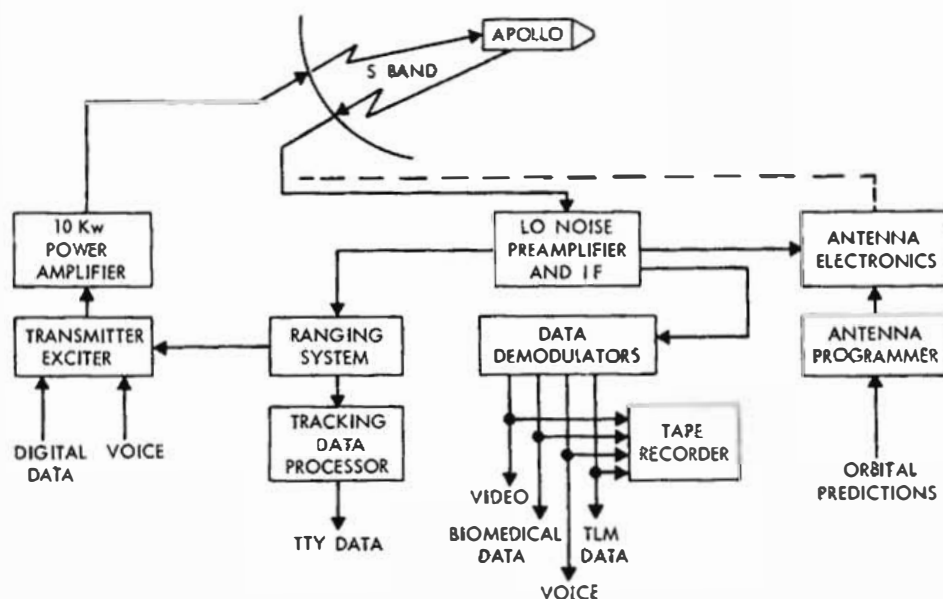 APOLLO
S BAND
10 Kw
POWER
AMPLIFIER
LO NOISE
PREAMPLIFIER
AND I F
ANTENNA
ELECTRONICS
TRANSMITTER
EXCITER
RANGING
SYSTEM
DATA
DEMODULATORS
ANTENNA
PROGRAMMER
TRACKING
DATA
PROCESSOR
TAPE
RECORDER
DIGITAL
DATA
VOICE
ORBITAL
PREDICTIONS
VIDEO
BIOMEDICAL
DATA
TLM
DATA
TTY DATA
VOICE